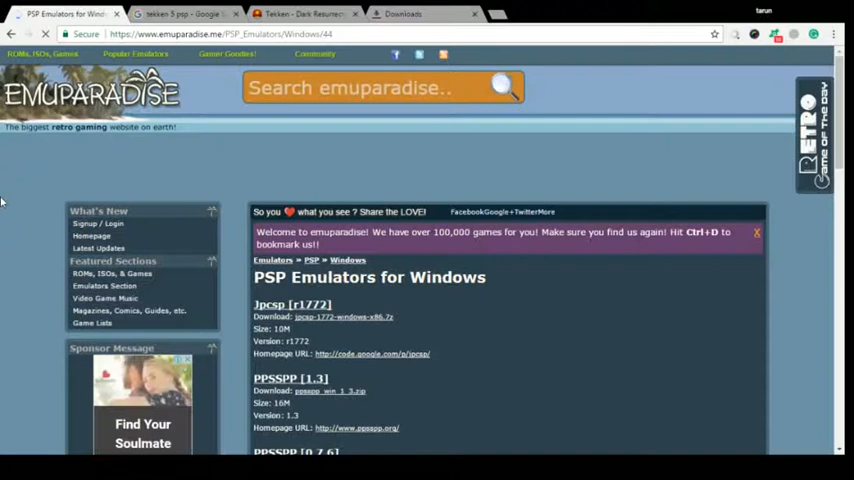 PSP Emulators for Windo
tekken 5 psp - Google S
Tekken - Dark Resurrect
Downloads
tarun
Secure
https://www.emuparadise.me/PSP_Emulators/Windows/44
ROMs, ISOs, Games
Popular Emulators
Gamer Goodies!
Community
EMUPARADISE
Search emuparadise..
The biggest retro gaming website on earth!
RETRO
Game OF THE DAY
What's New
Signup / Login
Homepage
Latest Updates
Featured Sections
ROMs, ISOs, & Games
Emulators Section
Video Game Music
Magazines, Comics, Guides, etc.
Game Lists
Sponsor Message
Find Your
Soulmate
So you ❤ what you see ? Share the LOVE!
FacebookGoogle+TwitterMore
Welcome to emuparadise! We have over 100,000 games for you! Make sure you find us again! Hit Ctrl+D to
bookmark us!!
X
Emulators » PSP » Windows
PSP Emulators for Windows
Jpcsp [r1772]
Download: jpcsp-1772-windows-x86.7z
Size: 10M
Version: r1772
Homepage URL: http://code.google.com/p/jpcsp/
PPSSPP [1.3]
Download: ppsspp_win_1_3.zip
Size: 16M
Version: 1.3
Homepage URL: http://www.ppsspp.org/
PPSSPP [0.7.6]